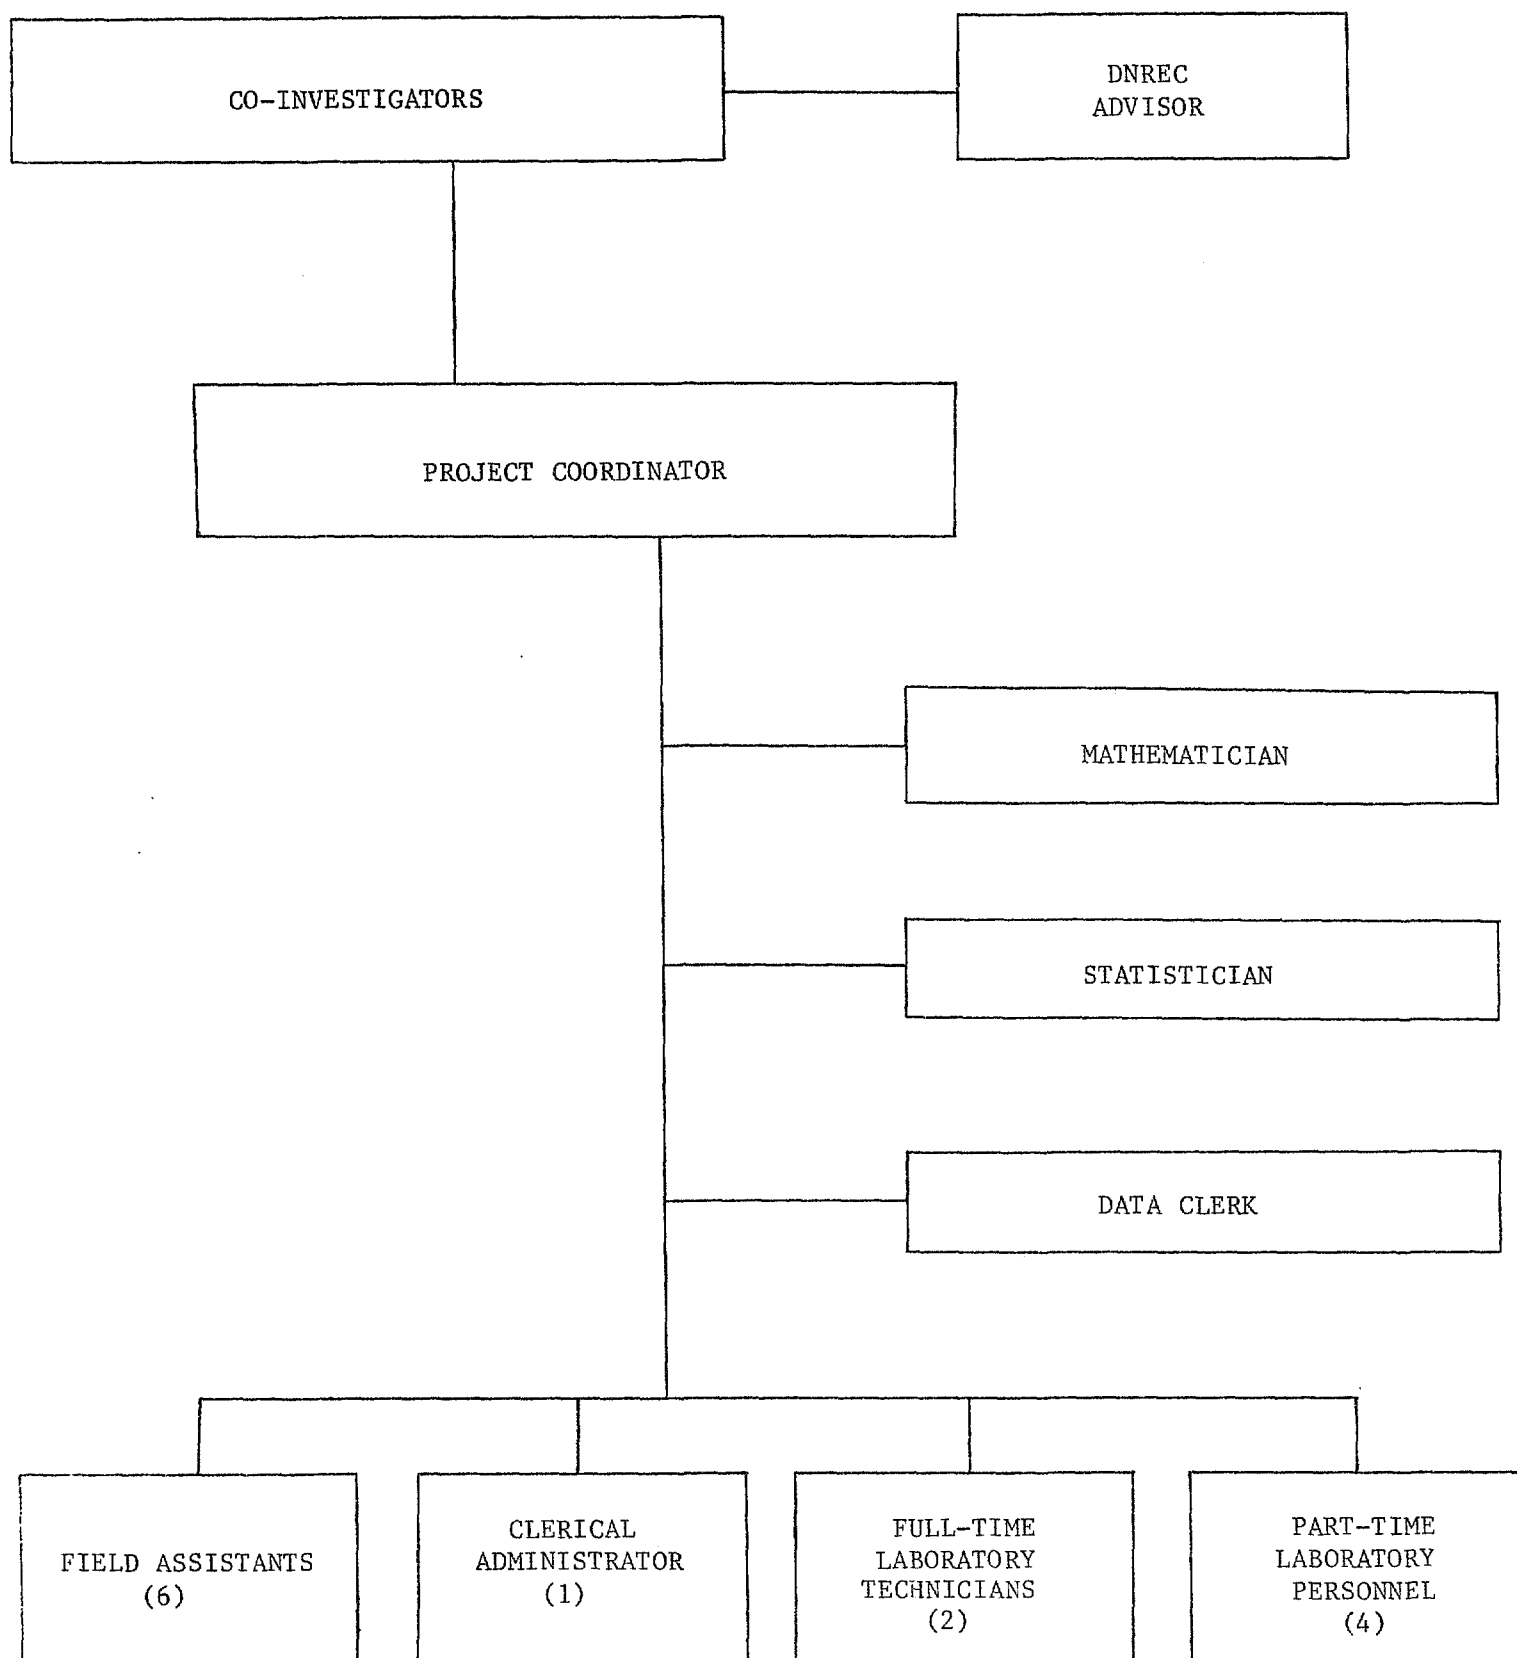 CO-INVESTIGATORS
DNREC
ADVISOR
PROJECT COORDINATOR
MATHEMATICIAN
STATISTICIAN
DATA CLERK
FIELD ASSISTANTS
(6)
CLERICAL
ADMINISTRATOR
(1)
FULL-TIME
LABORATORY
TECHNICIANS
(2)
PART-TIME
LABORATORY
PERSONNEL
(4)